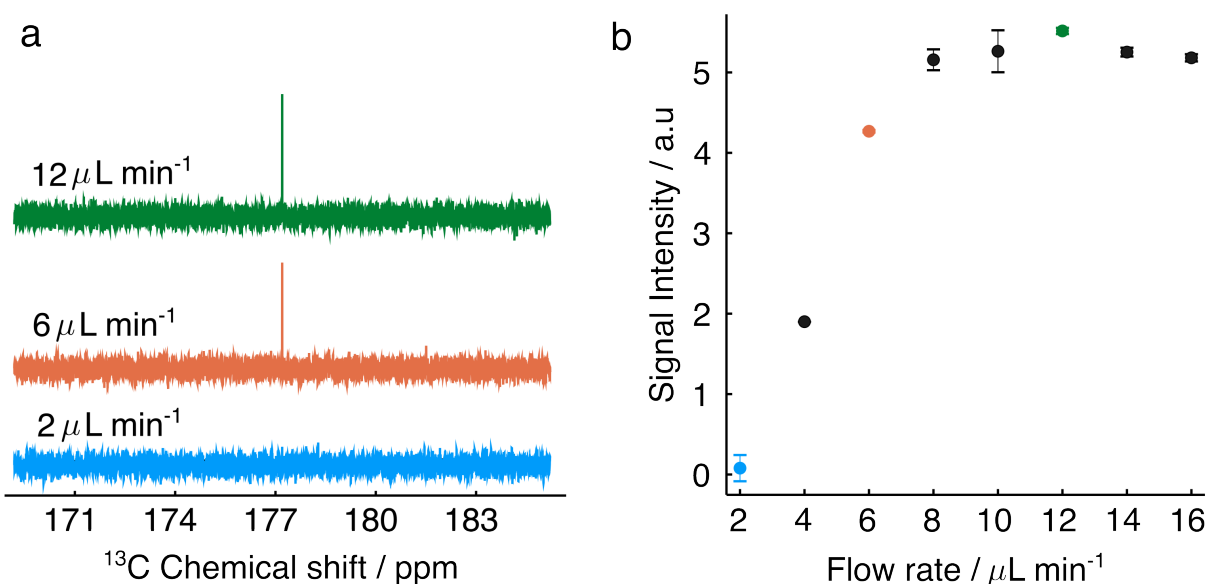 a
12 μL min⁻¹
6 μL min⁻¹
2 μL min⁻¹
171 174 177 180 183
¹³C Chemical shift / ppm
b
Signal Intensity / a.u
5
4
3
2
1
0
2 4 6 8 10 12 14 16
Flow rate / μL min⁻¹